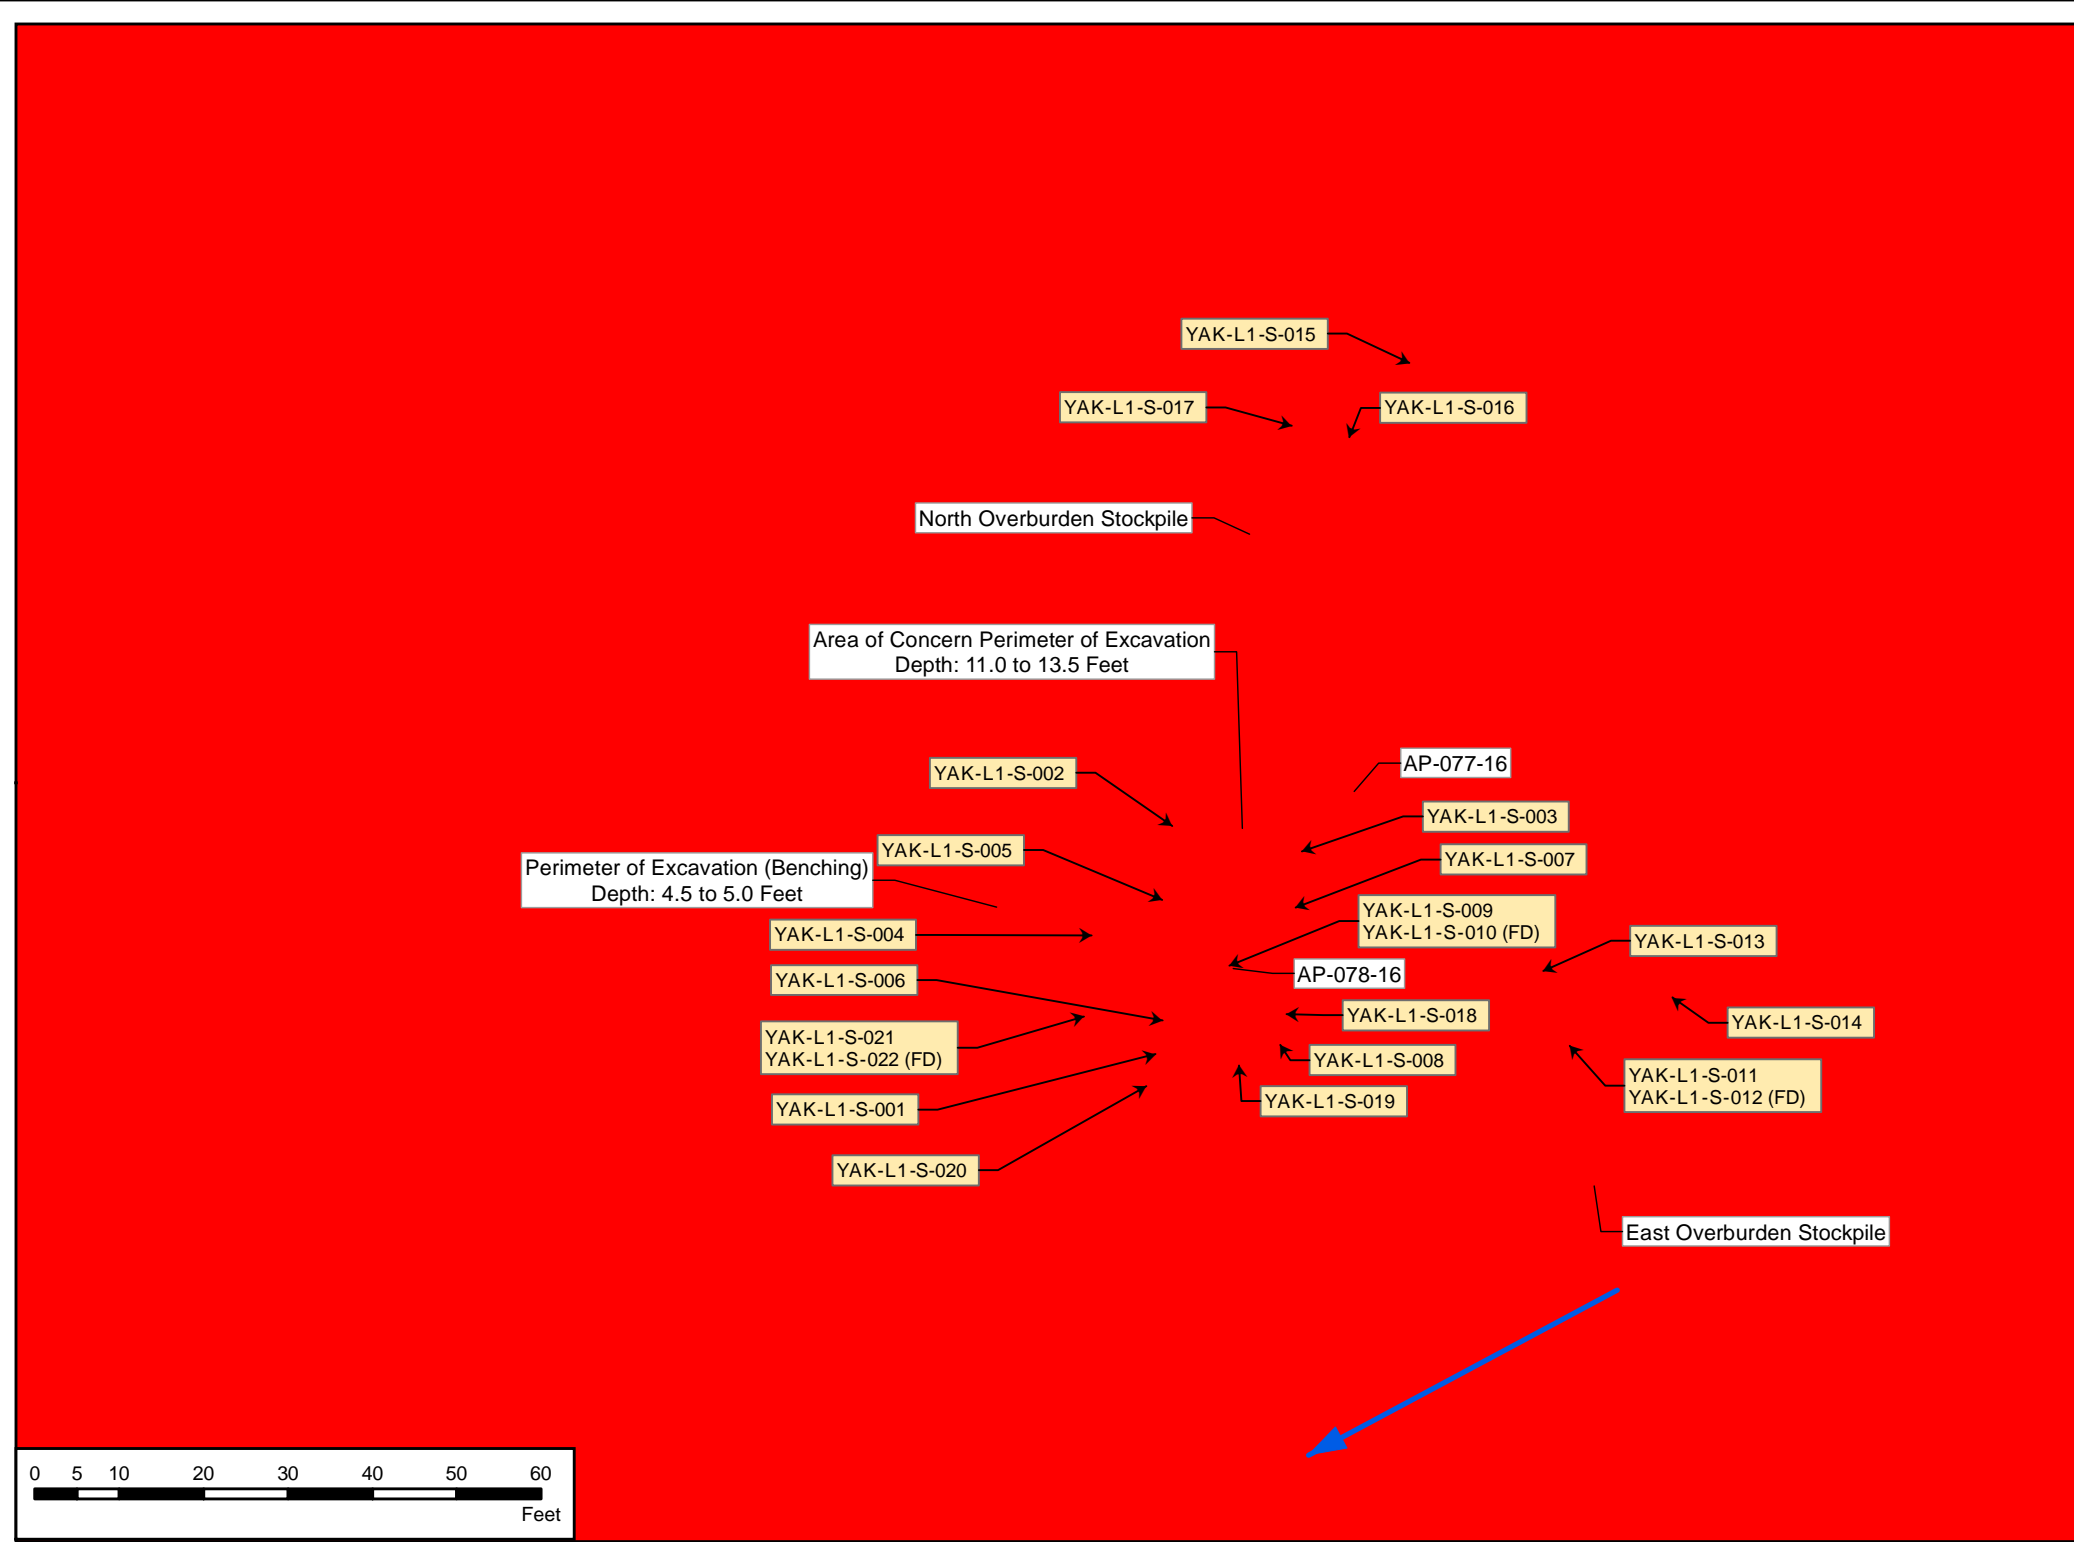 YAK-L1-S-015
YAK-L1-S-017
YAK-L1-S-016
North Overburden Stockpile
Area of Concern Perimeter of Excavation
Depth: 11.0 to 13.5 Feet
AP-077-16
YAK-L1-S-002
YAK-L1-S-003
YAK-L1-S-005
YAK-L1-S-007
Perimeter of Excavation (Benching)
Depth: 4.5 to 5.0 Feet
YAK-L1-S-009
YAK-L1-S-010 (FD)
YAK-L1-S-004
YAK-L1-S-013
AP-078-16
YAK-L1-S-006
YAK-L1-S-018
YAK-L1-S-014
YAK-L1-S-021
YAK-L1-S-022 (FD)
YAK-L1-S-008
YAK-L1-S-011
YAK-L1-S-012 (FD)
YAK-L1-S-001
YAK-L1-S-019
YAK-L1-S-020
East Overburden Stockpile
0 5 10 20 30 40 50 60
Feet